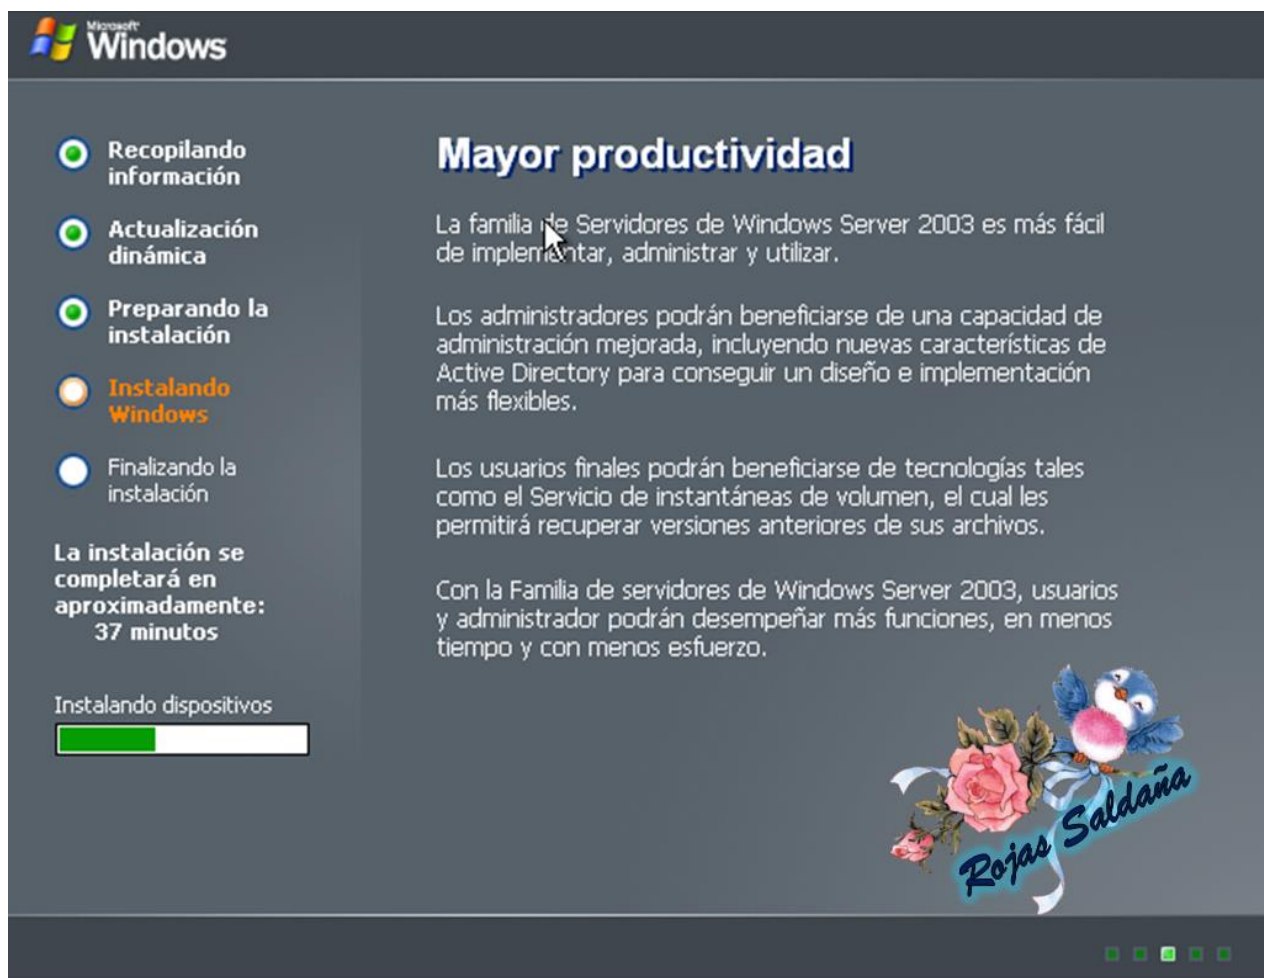 Microsoft
Windows
Recopilando
información
Actualización
dinámica
Preparando la
instalación
Instalando
Windows
Finalizando la
instalación
La instalación se
completará en
aproximadamente:
37 minutos
Instalando dispositivos
Mayor productividad
La familia de Servidores de Windows Server 2003 es más fácil
de implementar, administrar y utilizar.
Los administradores podrán beneficiarse de una capacidad de
administración mejorada, incluyendo nuevas características de
Active Directory para conseguir un diseño e implementación
más flexibles.
Los usuarios finales podrán beneficiarse de tecnologías tales
como el Servicio de instantáneas de volumen, el cual les
permitirá recuperar versiones anteriores de sus archivos.
Con la Familia de servidores de Windows Server 2003, usuarios
y administrador podrán desempeñar más funciones, en menos
tiempo y con menos esfuerzo.
Rojas Saldaña